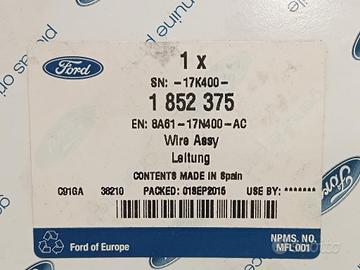 Ford
1 x
SN: -17K400-
1 852 375
EN: 8A61-17N400-AC
Wire Assy
Leitung
CONTENTS MADE IN Spain
C91GA 38210 PACKED: 01SEP2015 USE BY: *******
Ford of Europe
NPMS. NO.
MFL001
Ford